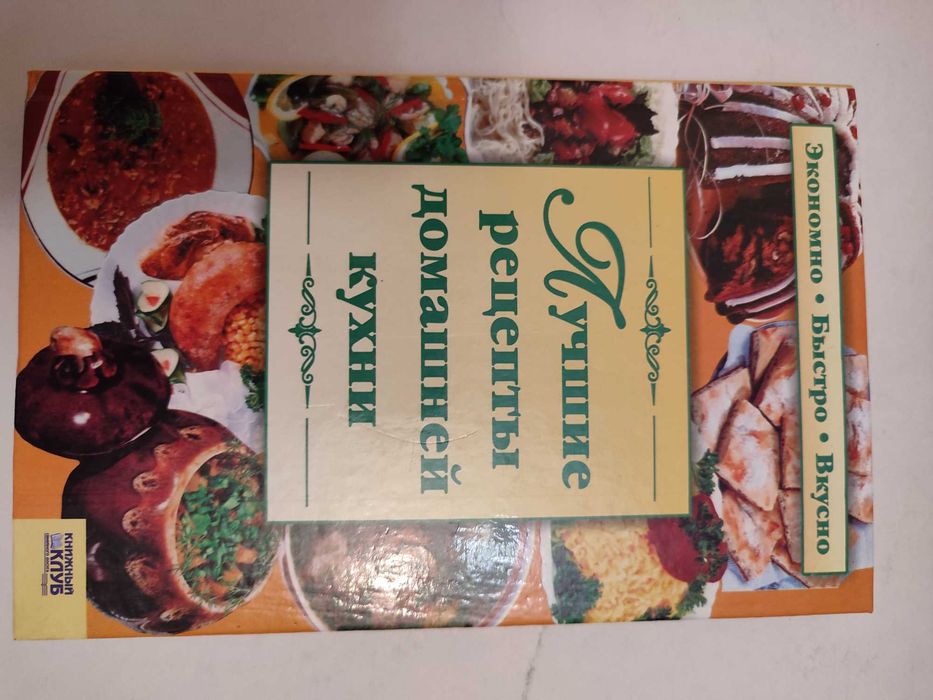 Экономно • Быстро • Вкусно
Лучшие
рецепты
домашней
кухни
КНИЖНЫЙ
КЛУБ